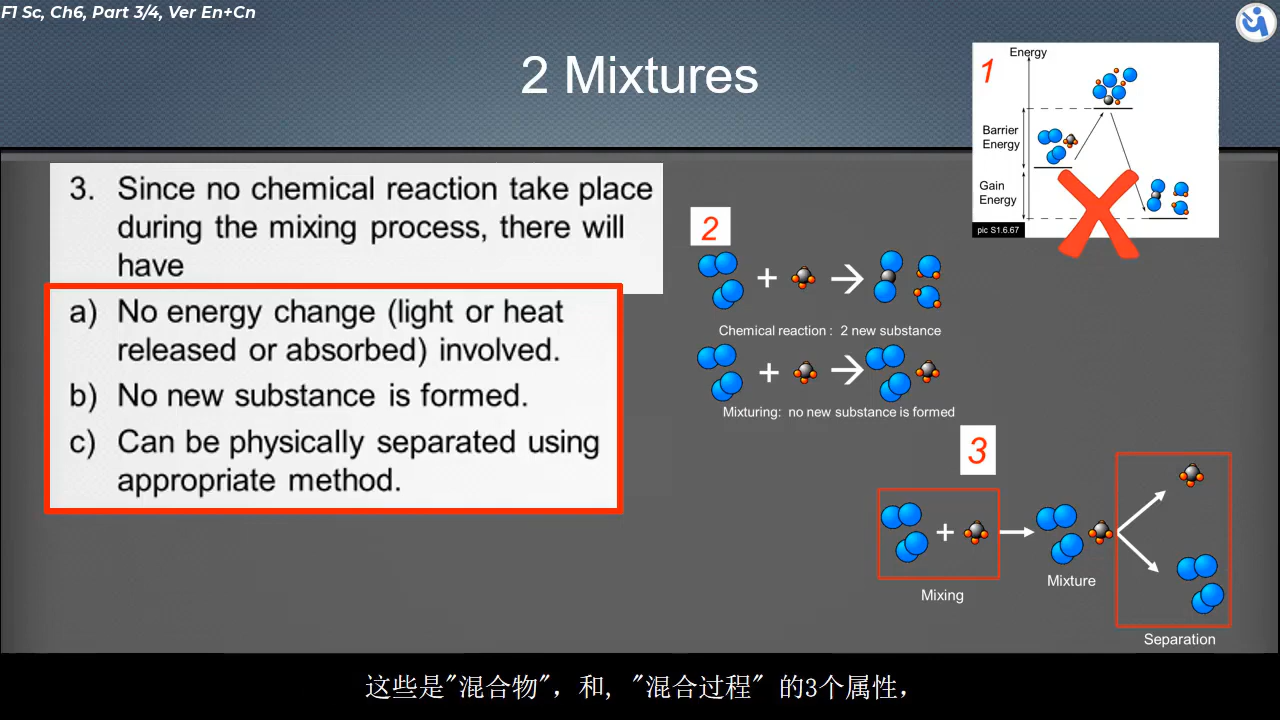 F1 Sc, Ch6, Part 3/4, Ver En+Cn
2 Mixtures
1
Energy
Barrier
Energy
Gain
Energy
pic S1.6.67
3. Since no chemical reaction take place
during the mixing process, there will
have
a) No energy change (light or heat
released or absorbed) involved.
b) No new substance is formed.
c) Can be physically separated using
appropriate method.
2
+
Chemical reaction : 2 new substance
+
Mixturing: no new substance is formed
3
+
Mixing
Mixture
Separation
这些是"混合物", 和, "混合过程" 的3个属性,